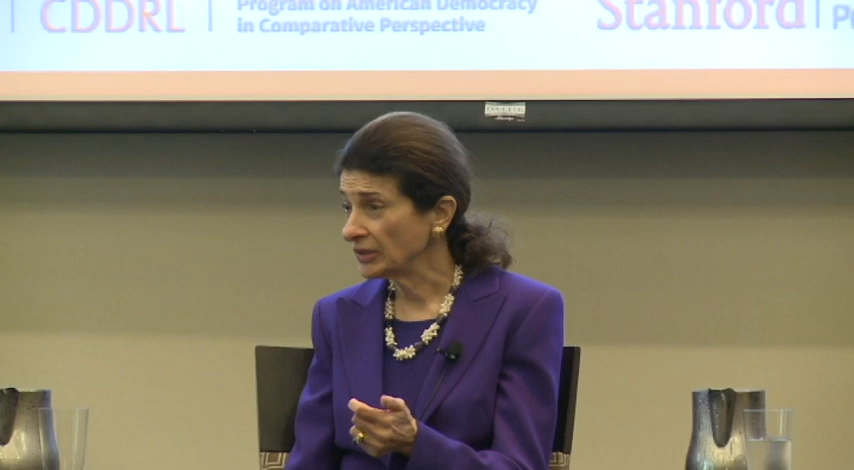 CDDRL
Program on American Democracy
in Comparative Perspective
Stanford